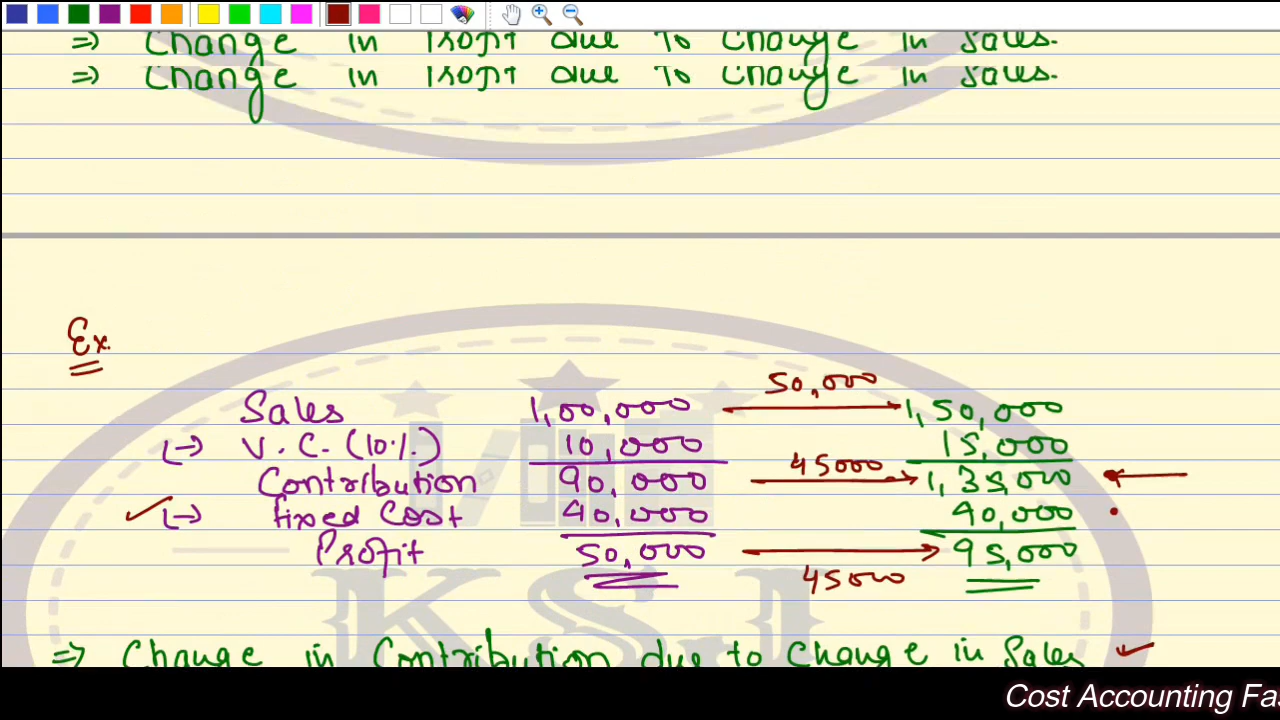 ⇒ Change in Profit due to Change in Sales.
⇒ Change in Profit due to Change in Sales.
Ex.
50,000
Sales 1,00,000 → 1,50,000
(-) V.C. (10%) 10,000 15,000
45000
Contribution 90,000 → 1,35,000 ←
✓ (-) Fixed Cost 40,000 40,000
Profit 50,000 → 95,000
45000
KSI
⇒ Change in Contribution due to Change in Sales ✓
Cost Accounting Fa